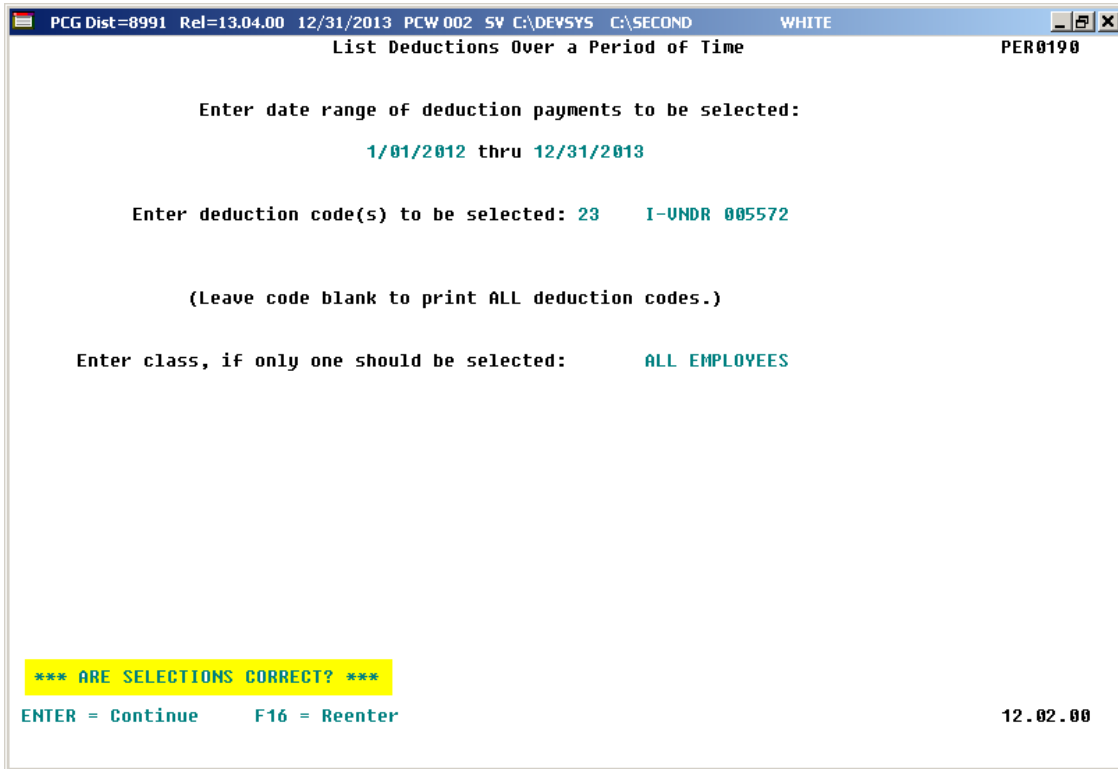 PCG Dist=8991 Rel=13.04.00 12/31/2013 PCW 002 SV C:\DEVSYS C:\SECOND WHITE
List Deductions Over a Period of Time PER0190
Enter date range of deduction payments to be selected:
1/01/2012 thru 12/31/2013
Enter deduction code(s) to be selected: 23 I-VNDR 005572
(Leave code blank to print ALL deduction codes.)
Enter class, if only one should be selected: ALL EMPLOYEES
*** ARE SELECTIONS CORRECT? ***
ENTER = Continue F16 = Reenter 12.02.00